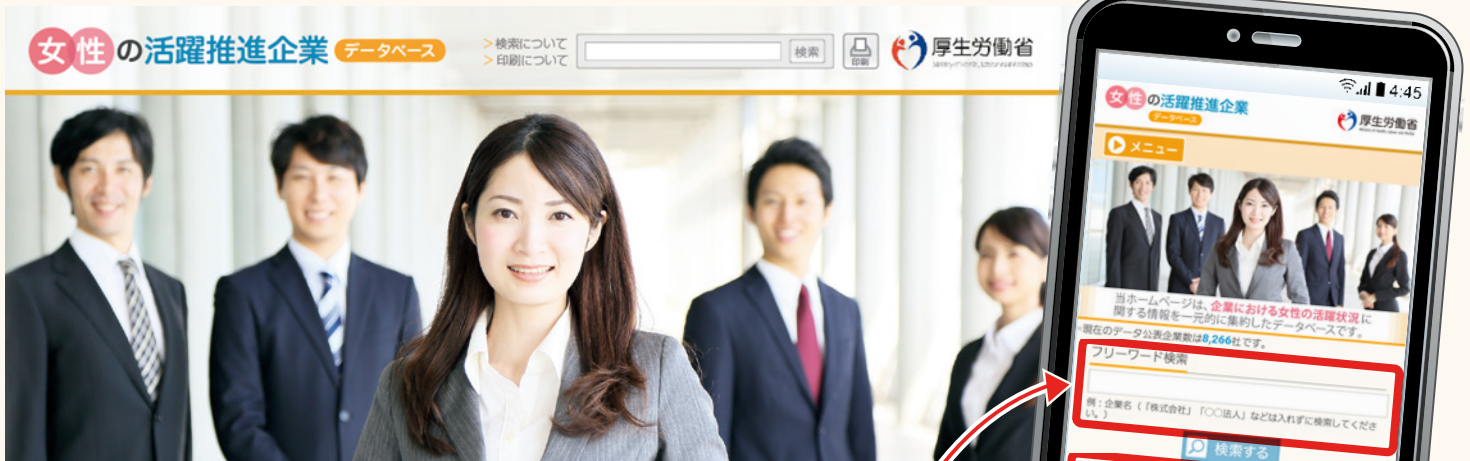 女性の活躍推進企業 データベース
>検索について
>印刷について
検索
印刷
厚生労働省
4:45
女性の活躍推進企業
データベース
厚生労働省
メニュー
当ホームページは、企業における女性の活躍状況に
関する情報を一元的に集約したデータベースです。
*現在のデータ公表企業数は8,266社です。
フリーワード検索
例:企業名(「株式会社」「○○法人」などは入れずに検索してくださ
い。)
検索する